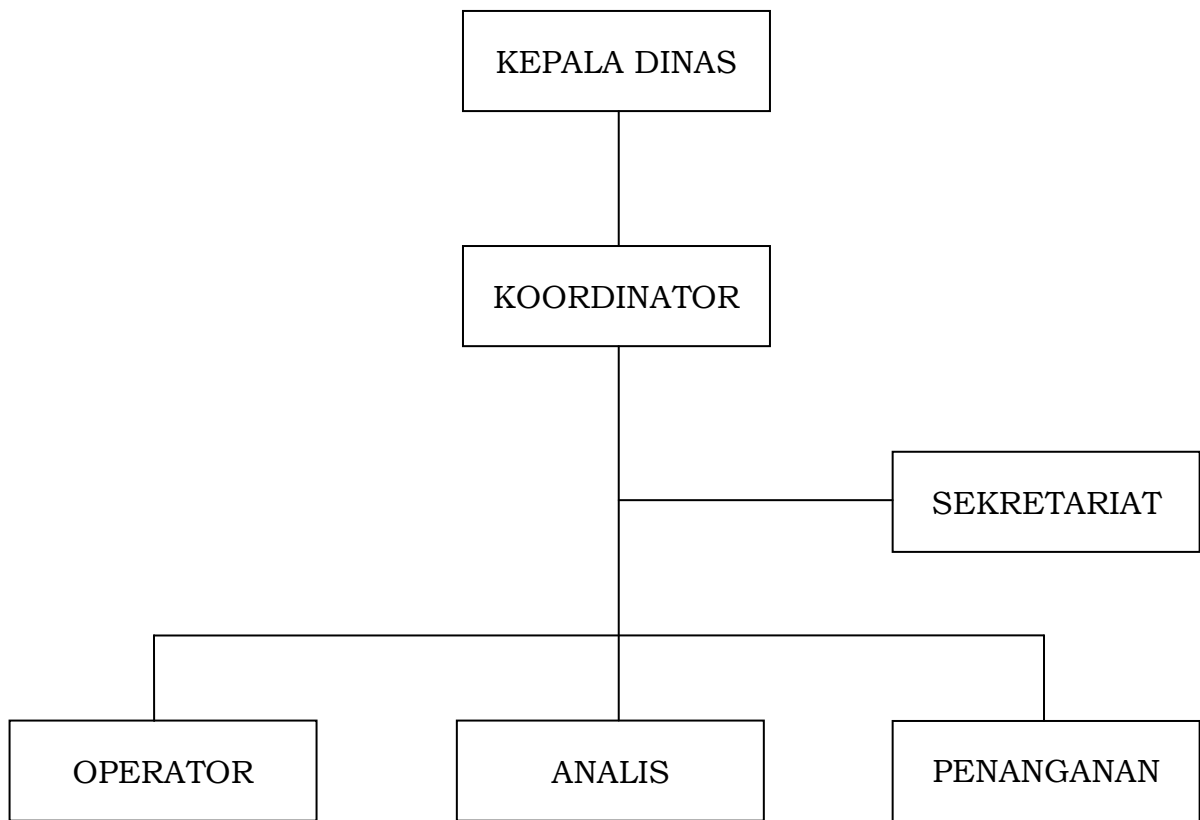 KEPALA DINAS
KOORDINATOR
SEKRETARIAT
OPERATOR
ANALIS
PENANGANAN